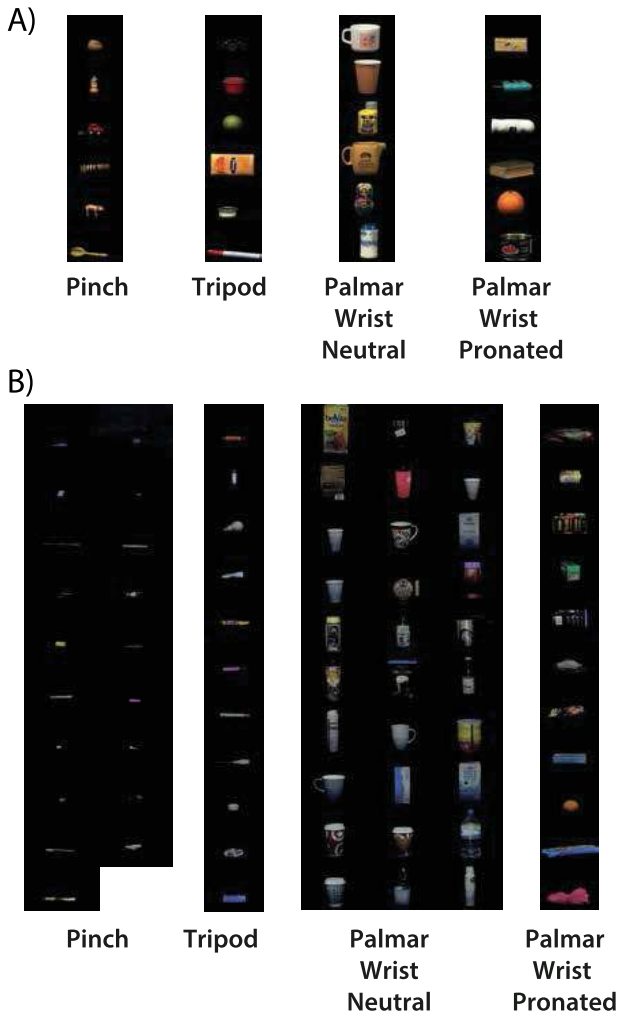 A)
Pinch
Tripod
Palmar
Wrist
Neutral
Palmar
Wrist
Pronated
B)
Pinch
Tripod
Palmar
Wrist
Neutral
Palmar
Wrist
Pronated